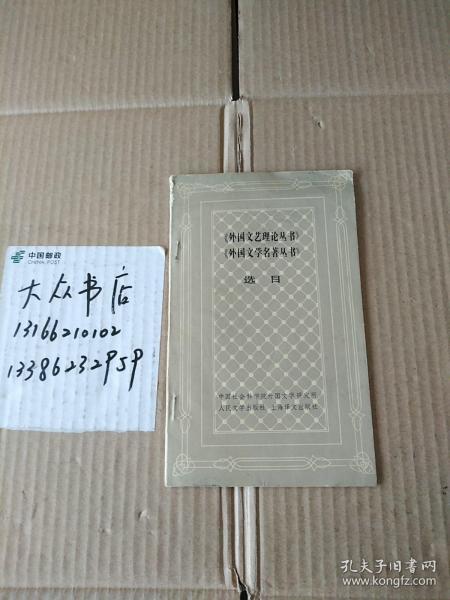 中国邮政
CHINA POST
大众书店
13166210102
13386232959
《外国文艺理论丛书》
《外国文学名著丛书》
选目
中国社会科学院外国文学研究所
人民文学出版社 上海译文出版社
孔夫子旧书网
www.kongfz.com